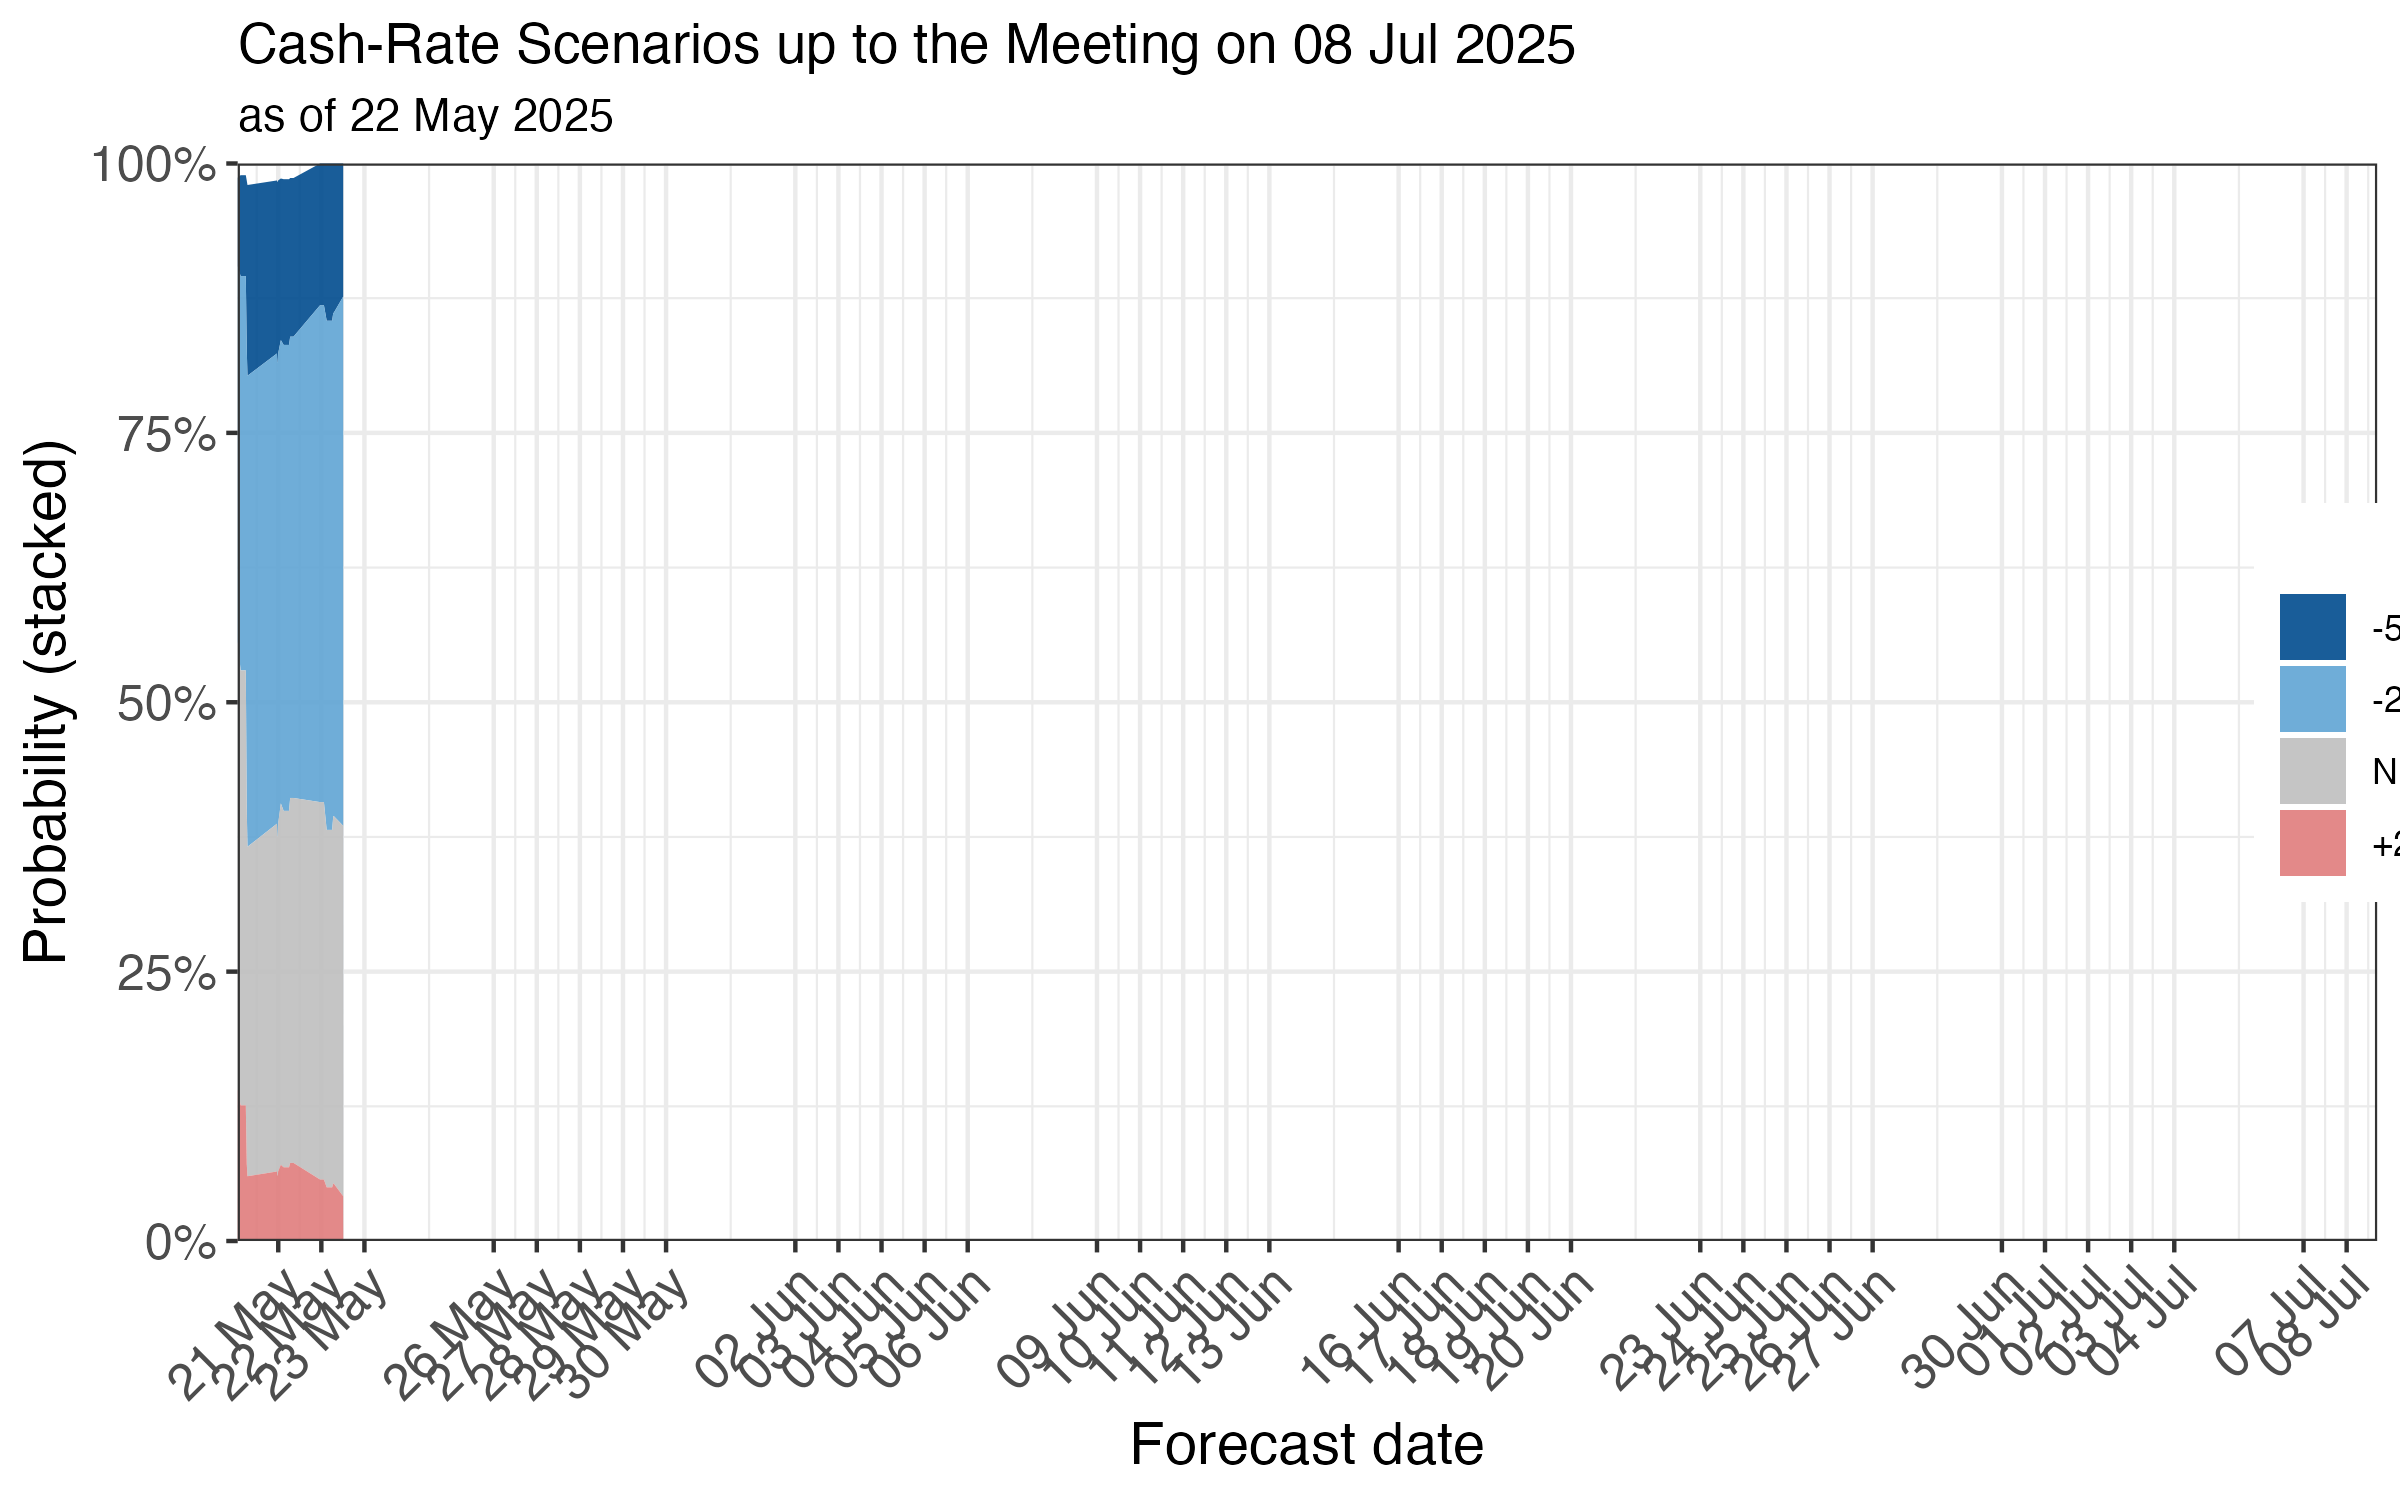 Cash-Rate Scenarios up to the Meeting on 08 Jul 2025
as of 22 May 2025
100%
75%
50%
25%
0%
Probability (stacked)
-5
-2
N
+2
21 May
22 May
23 May
26 May
27 May
28 May
29 May
30 May
02 Jun
03 Jun
04 Jun
05 Jun
06 Jun
09 Jun
10 Jun
11 Jun
12 Jun
13 Jun
16 Jun
17 Jun
18 Jun
19 Jun
20 Jun
23 Jun
24 Jun
25 Jun
26 Jun
27 Jun
30 Jun
01 Jul
02 Jul
03 Jul
04 Jul
07 Jul
08 Jul
Forecast date